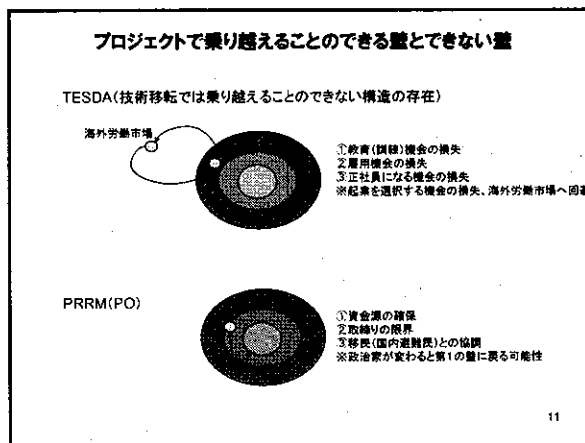 プロジェクトで乗り越えることのできる壁とできない壁
TESDA(技術移転では乗り越えることのできない構造の存在)
海外労働市場
①教育(訓練)機会の損失
②雇用機会の損失
③正社員になる機会の損失
※起業を選択する機会の損失、海外労働市場へ回
PRRM(PO)
①資金源の確保
②取締りの限界
③移民(国内避難民)との協調
※政治家が変わると第1の壁に戻る可能性
11